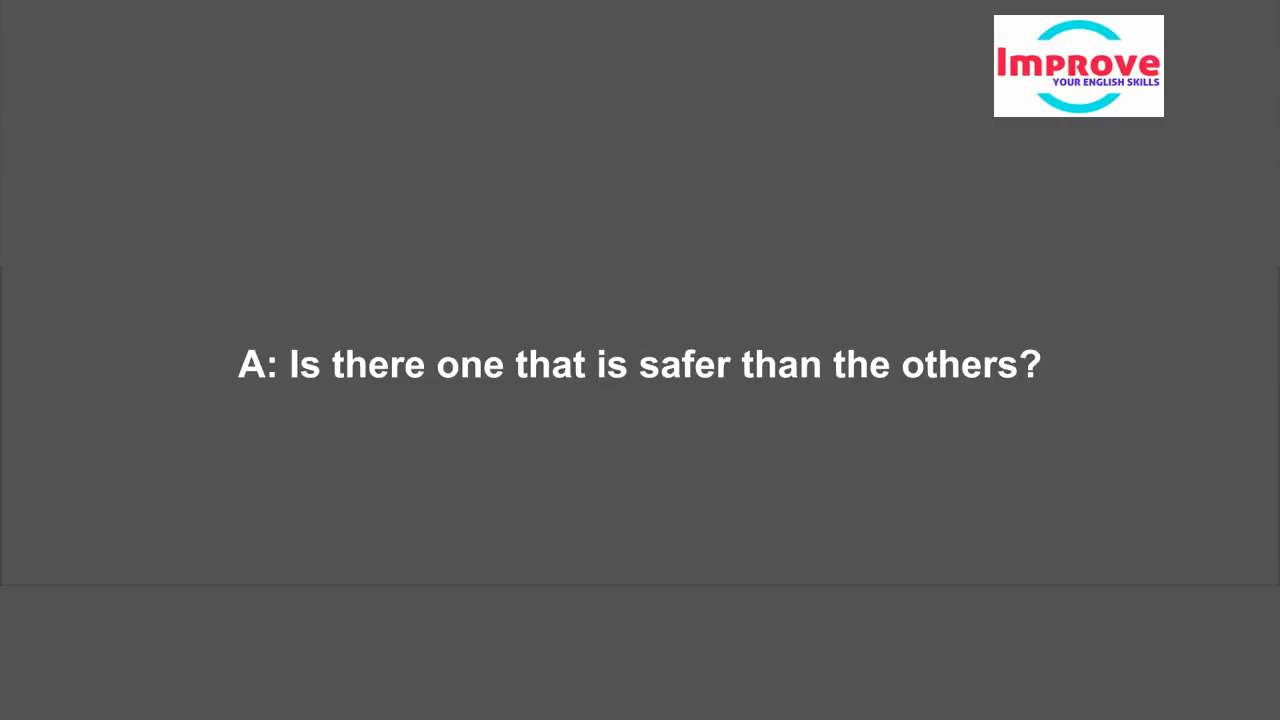 Improve
YOUR ENGLISH SKILLS
A: Is there one that is safer than the others?